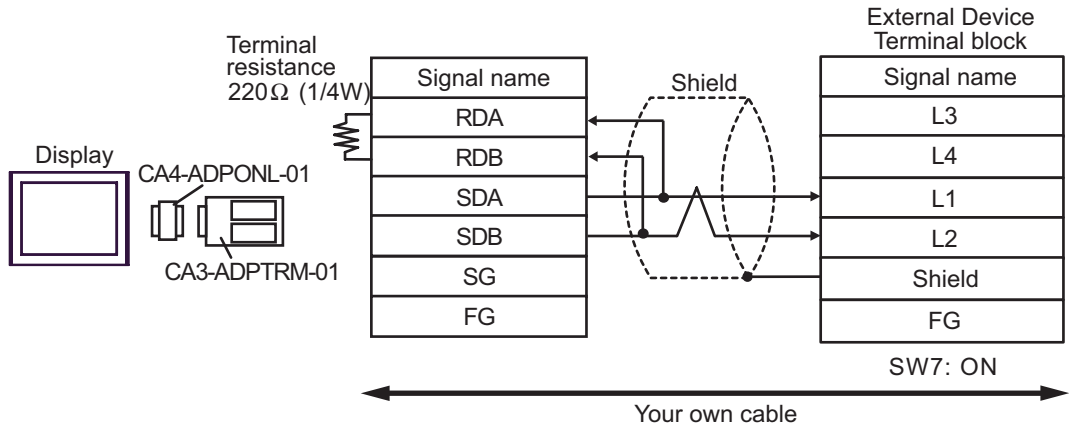 External Device
Terminal block
Terminal
resistance
220Ω (1/4W)
Signal name
RDA
RDB
SDA
SDB
SG
FG
Shield
Signal name
L3
L4
L1
L2
Shield
FG
SW7: ON
Display
CA4-ADPONL-01
CA3-ADPTRM-01
Your own cable